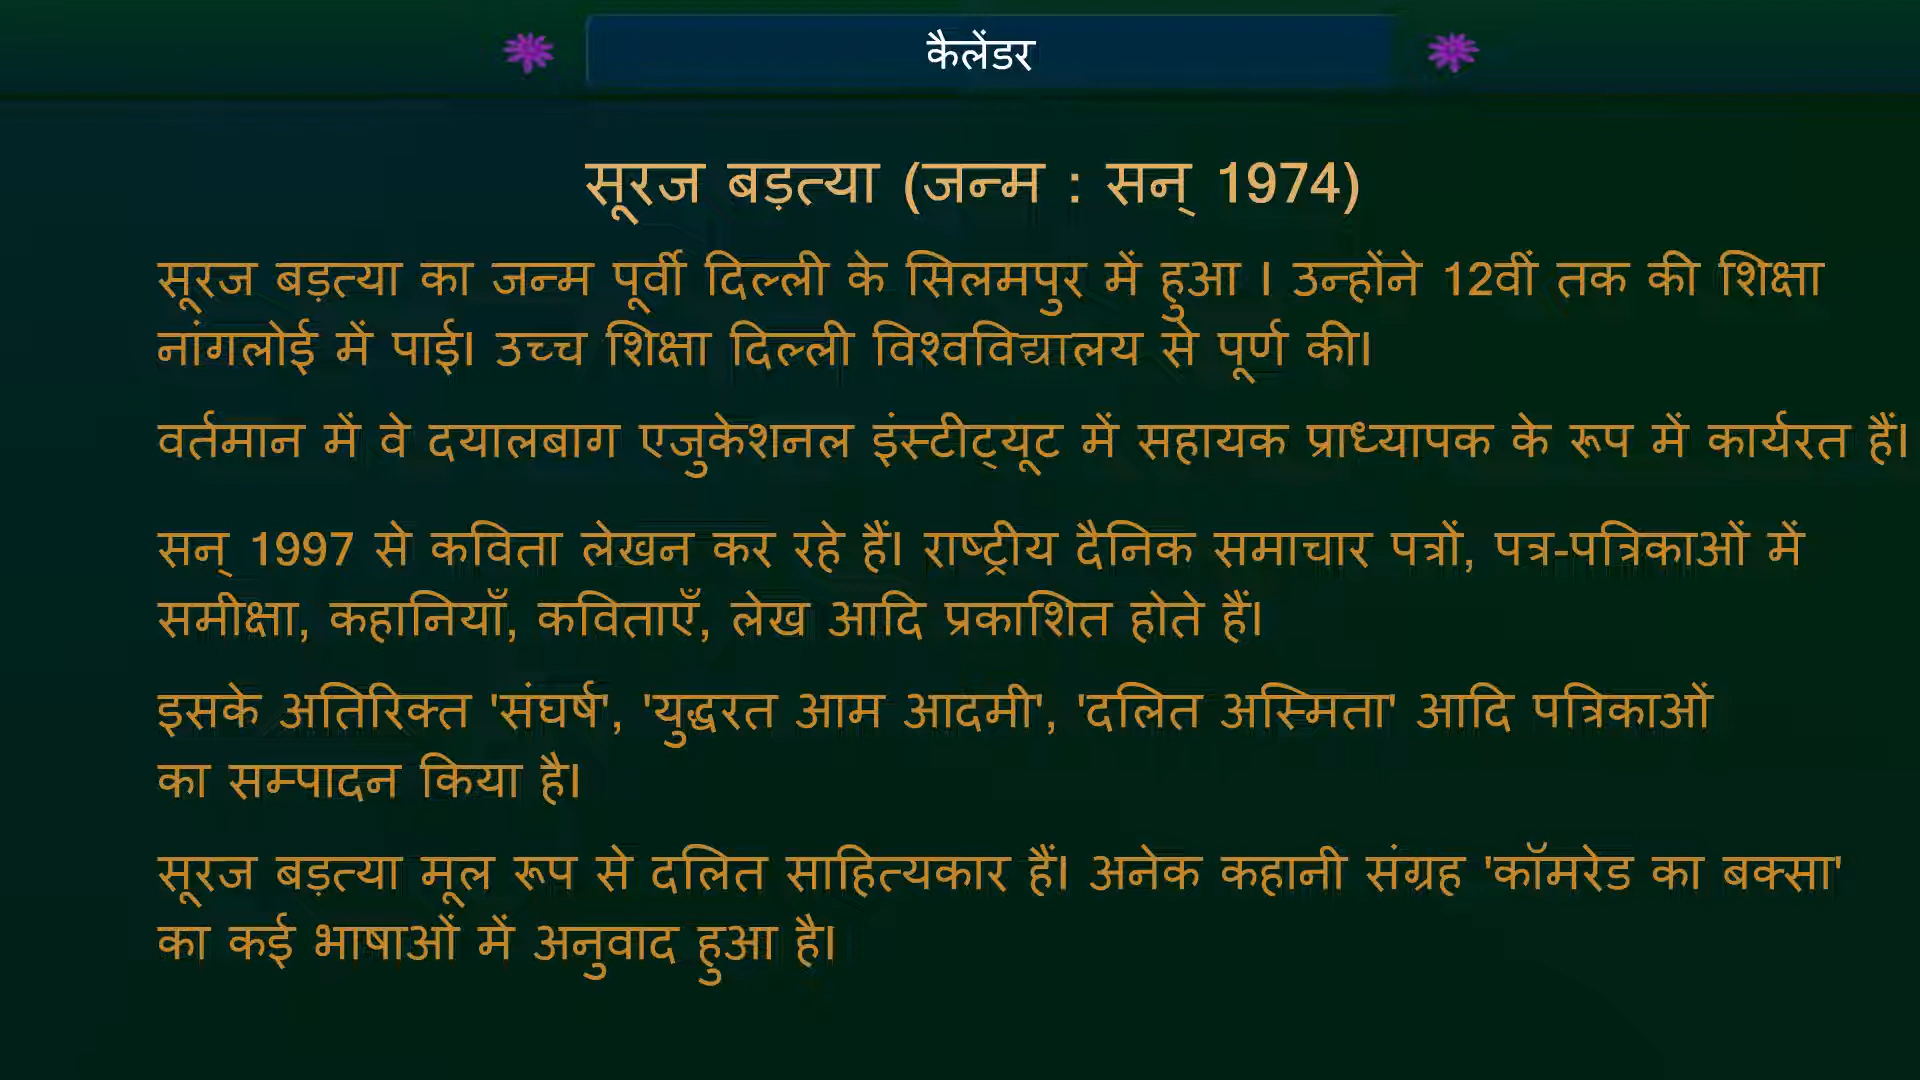 कैलेंडर
सूरज बड़त्या (जन्म : सन् 1974)
सूरज बड़त्या का जन्म पूर्वी दिल्ली के सिलमपुर में हुआ । उन्होंने 12वीं तक की शिक्षा
नांगलोई में पाई। उच्च शिक्षा दिल्ली विश्वविद्यालय से पूर्ण की।
वर्तमान में वे दयालबाग एजुकेशनल इंस्टीट्यूट में सहायक प्राध्यापक के रूप में कार्यरत हैं।
सन् 1997 से कविता लेखन कर रहे हैं। राष्ट्रीय दैनिक समाचार पत्रों, पत्र-पत्रिकाओं में
समीक्षा, कहानियाँ, कविताएँ, लेख आदि प्रकाशित होते हैं।
इसके अतिरिक्त 'संघर्ष', 'युद्धरत आम आदमी', 'दलित अस्मिता' आदि पत्रिकाओं
का सम्पादन किया है।
सूरज बड़त्या मूल रूप से दलित साहित्यकार हैं। अनेक कहानी संग्रह 'कॉमरेड का बक्सा'
का कई भाषाओं में अनुवाद हुआ है।